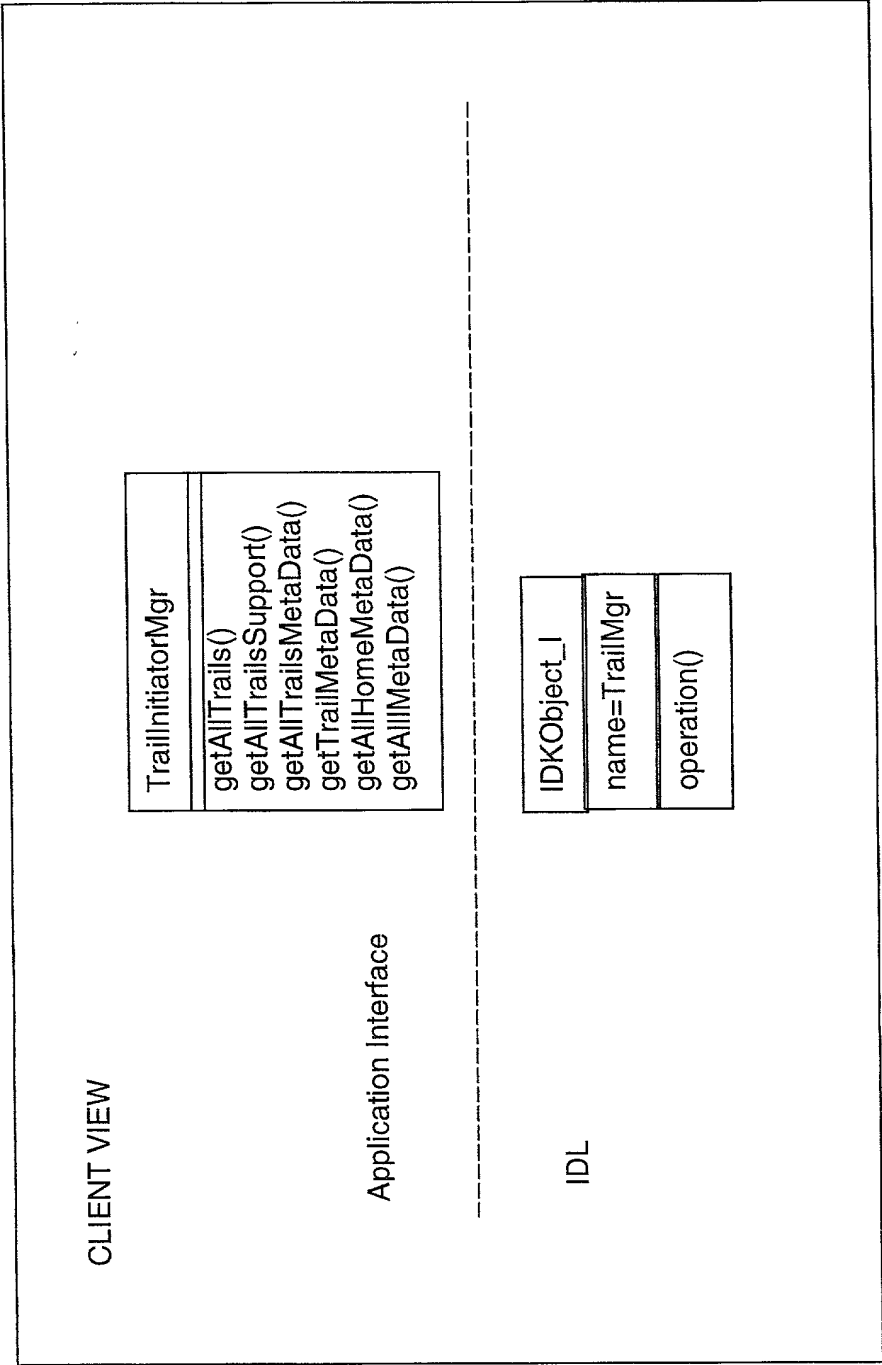 CLIENT VIEW
TrailInitiatorMgr
getAllTrails()
getAllTrailsSupport()
getAllTrailsMetaData()
getTrailMetaData()
getAllHomeMetaData()
getAllMetaData()
Application Interface
IDL
IDKObject_I
name=TrailMgr
operation()